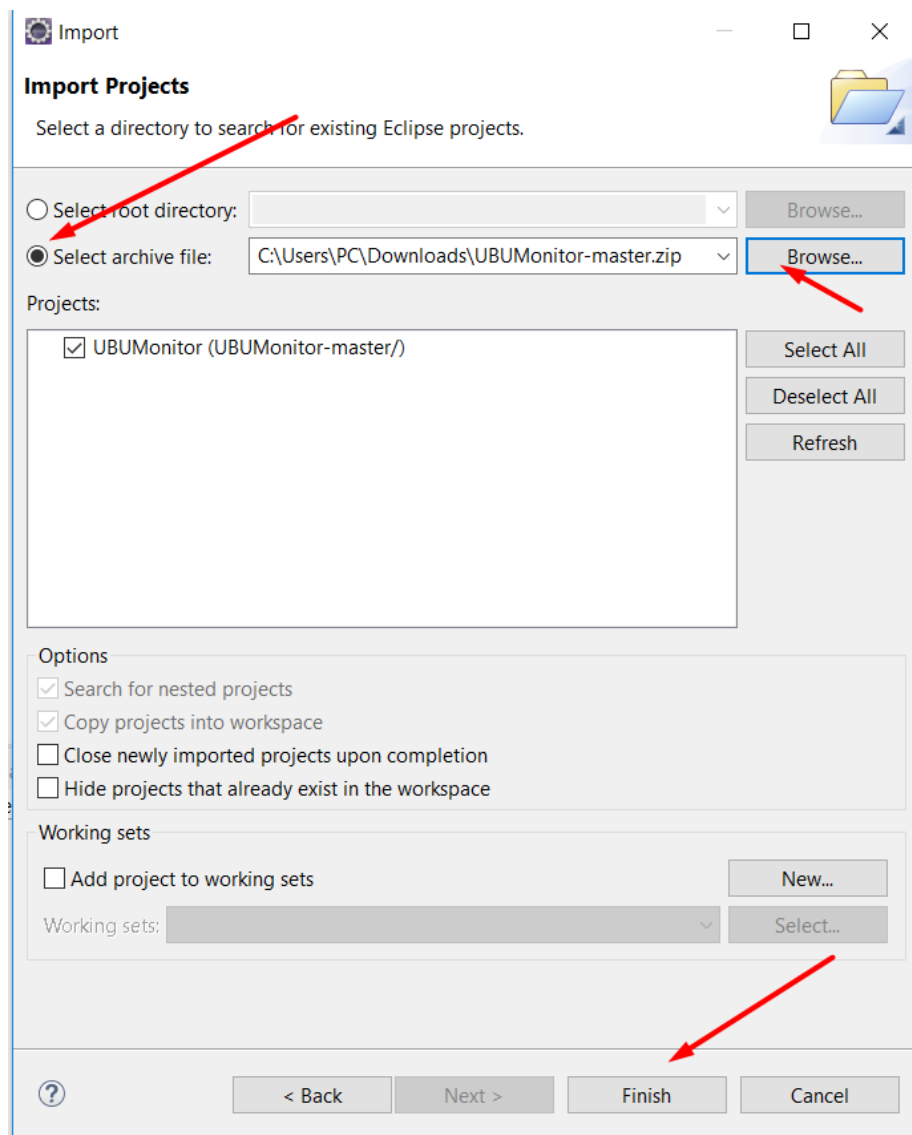 Import
Import Projects
Select a directory to search for existing Eclipse projects.
Select root directory:
Browse...
Select archive file:
C:\Users\PC\Downloads\UBUMonitor-master.zip
Browse...
Projects:
UBUMonitor (UBUMonitor-master/)
Select All
Deselect All
Refresh
Options
Search for nested projects
Copy projects into workspace
Close newly imported projects upon completion
Hide projects that already exist in the workspace
Working sets
Add project to working sets
New...
Working sets:
Select...
< Back
Next >
Finish
Cancel